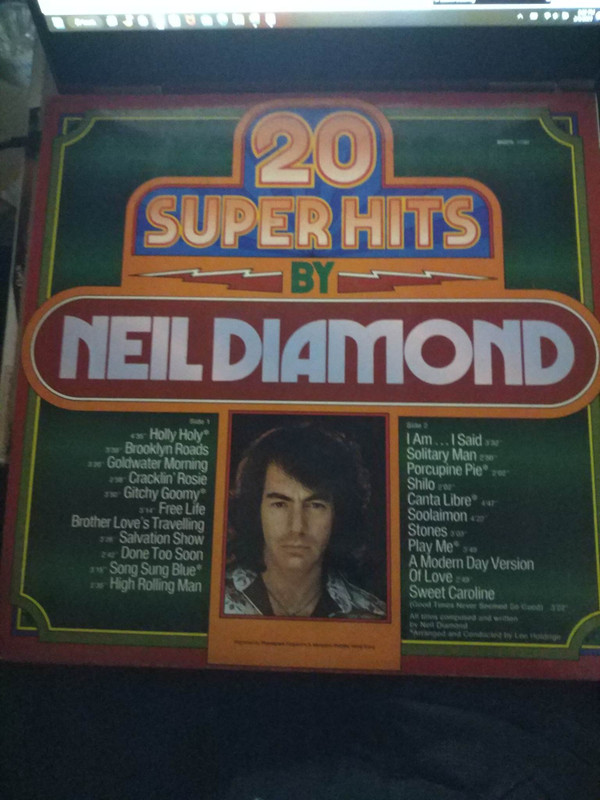 20
SUPER HITS
BY
NEIL DIAMOND
Side 1
Holly Holy*
Brooklyn Roads
Goldwater Morning
Cracklin' Rosie
Gitchy Goomy*
Free Life
Brother Love's Travelling
Salvation Show
Done Too Soon
Song Sung Blue*
High Rolling Man
Side 2
I Am ... I Said
Solitary Man
Porcupine Pie*
Shilo
Canta Libre*
Soolaimon
Stones
Play Me*
A Modern Day Version
Of Love
Sweet Caroline
(Good Times Never Seemed So Good)
All titles composed and written
by Neil Diamond
*Arranged and Conducted by Lee Holdridge